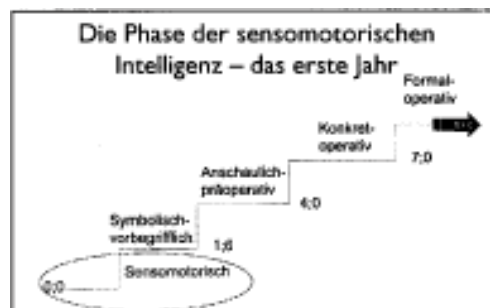 Die Phase der sensomotorischen
Intelligenz – das erste Jahr
Formal-
operativ
Konkret-
operativ
7;0
Anschaulich-
präoperativ
4;0
Symbolisch-
vorbegrifflich
1;6
Sensomotorisch
0;0